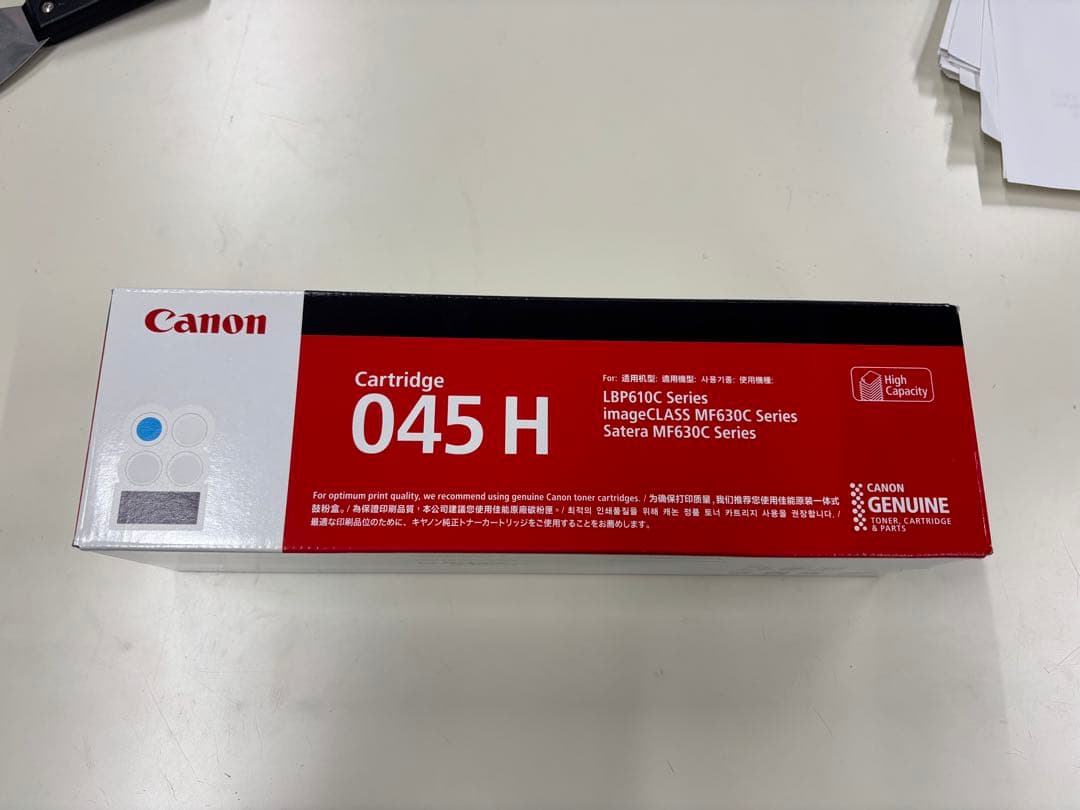 Canon
Cartridge
045 H
For: 适用机型: 適用機型: 사용기종: 使用機種:
LBP610C Series
imageCLASS MF630C Series
Satera MF630C Series
High
Capacity
For optimum print quality, we recommend using genuine Canon toner cartridges. / 为确保打印质量,我们推荐您使用佳能原装一体式
鼓粉盒。/ 為保證印刷品質,本公司建議您使用佳能原廠碳粉匣。/ 최적의 인쇄품질을 위해 캐논 정품 토너 카트리지 사용을 권장합니다. /
最適な印刷品位のために、キヤノン純正トナーカートリッジをご使用することをお薦めします。
CANON
GENUINE
TONER, CARTRIDGE
& PARTS